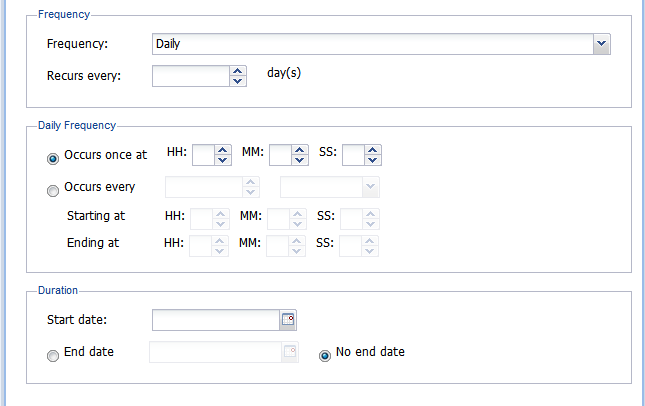 Frequency
Frequency: Daily
Recurs every: day(s)
Daily Frequency
Occurs once at HH: MM: SS:
Occurs every
Starting at HH: MM: SS:
Ending at HH: MM: SS:
Duration
Start date:
End date No end date